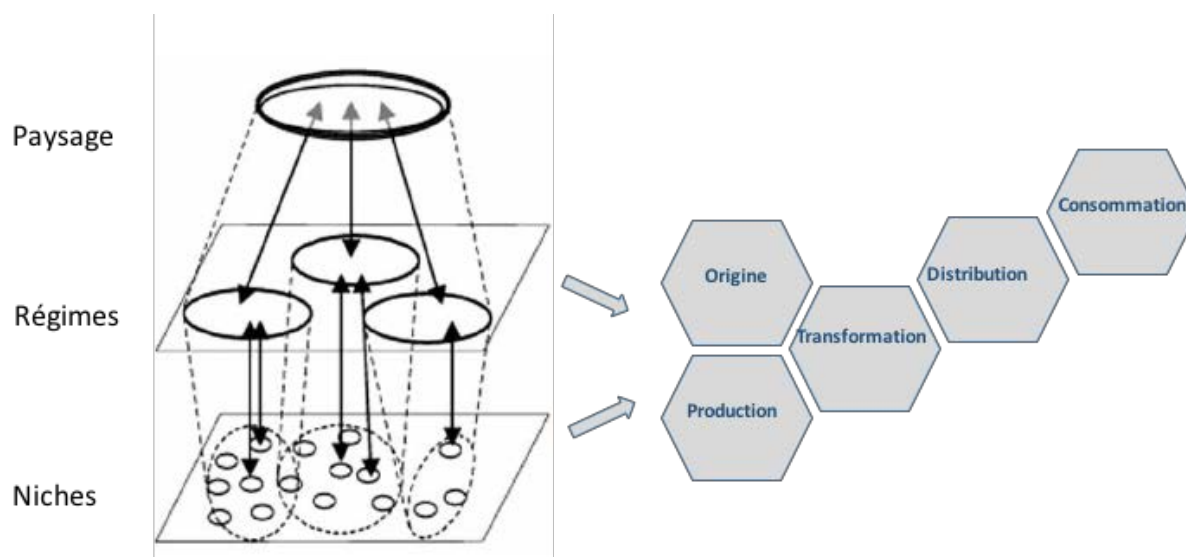 Paysage
Régimes
Niches
Origine
Production
Transformation
Distribution
Consommation